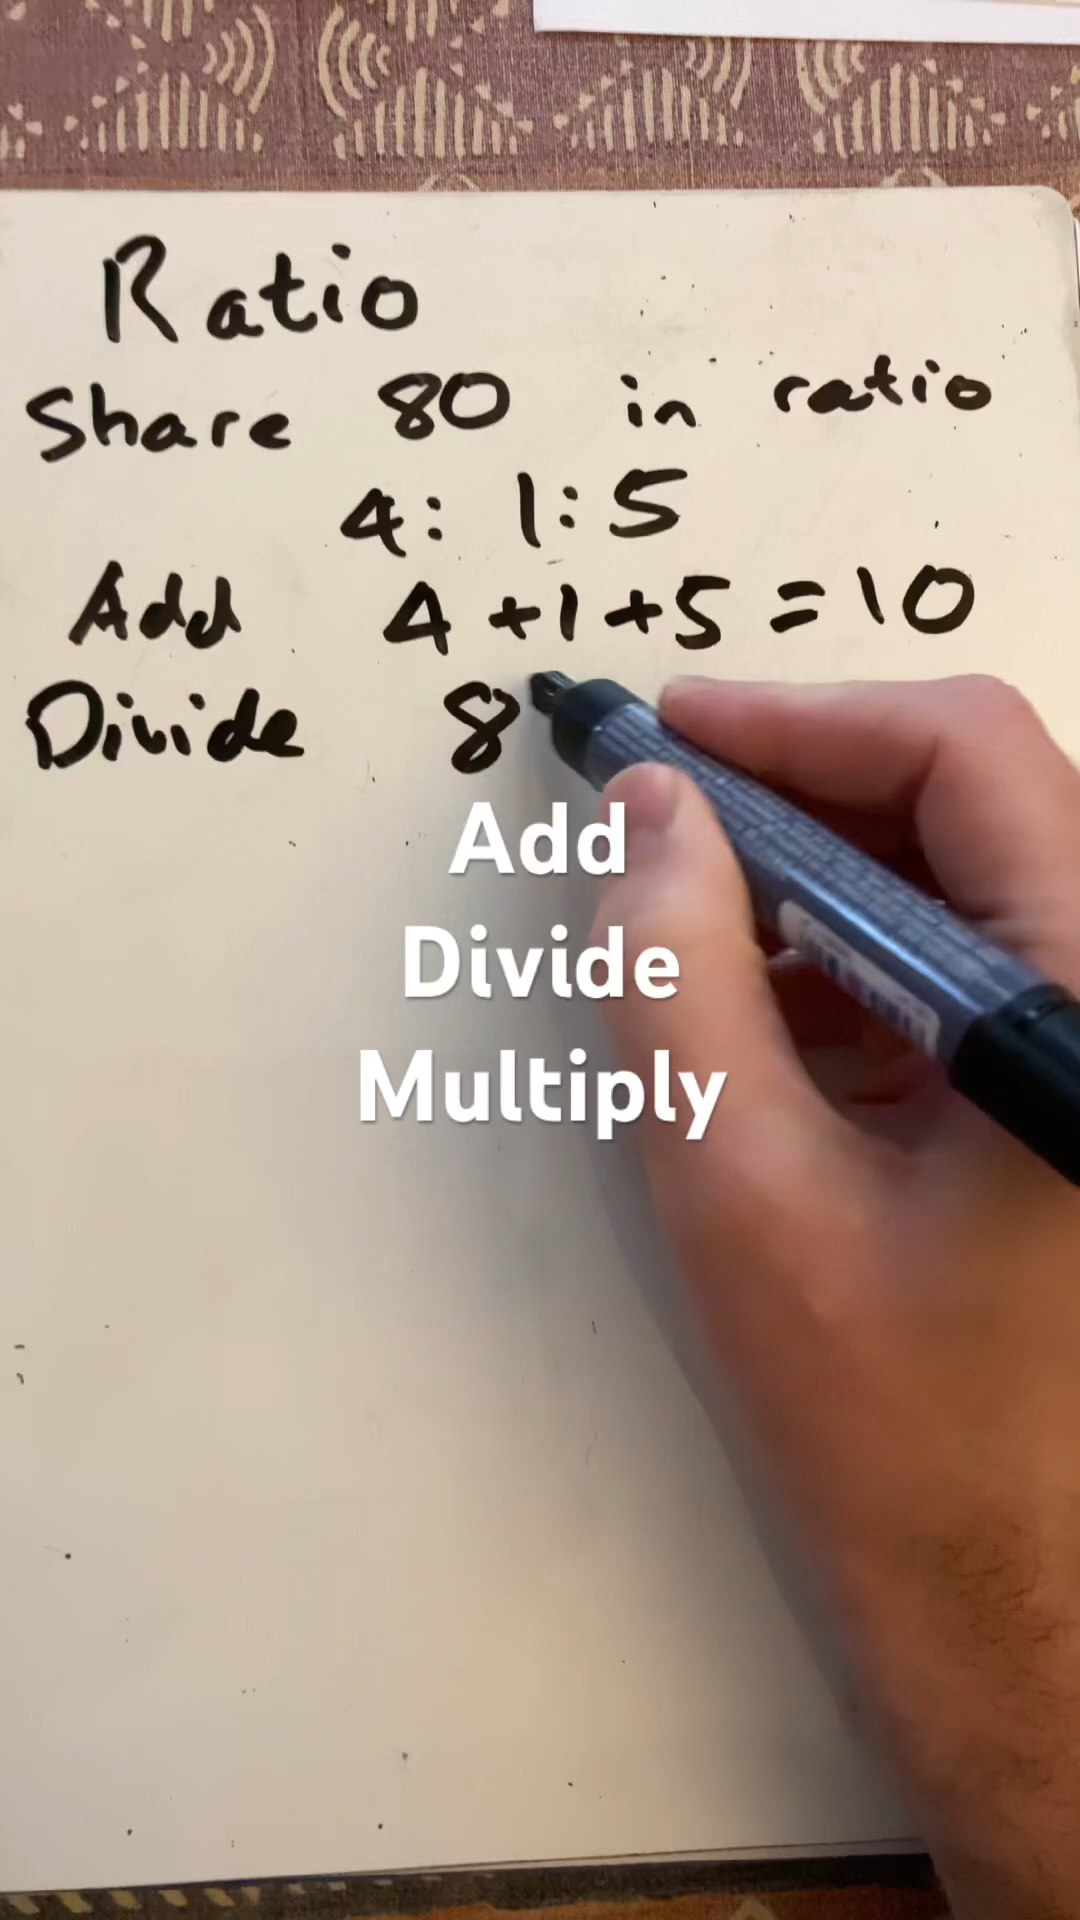 Ratio
Share 80 in ratio
4: 1:5
Add 4+1+5=10
Divide 8
Add
Divide
Multiply